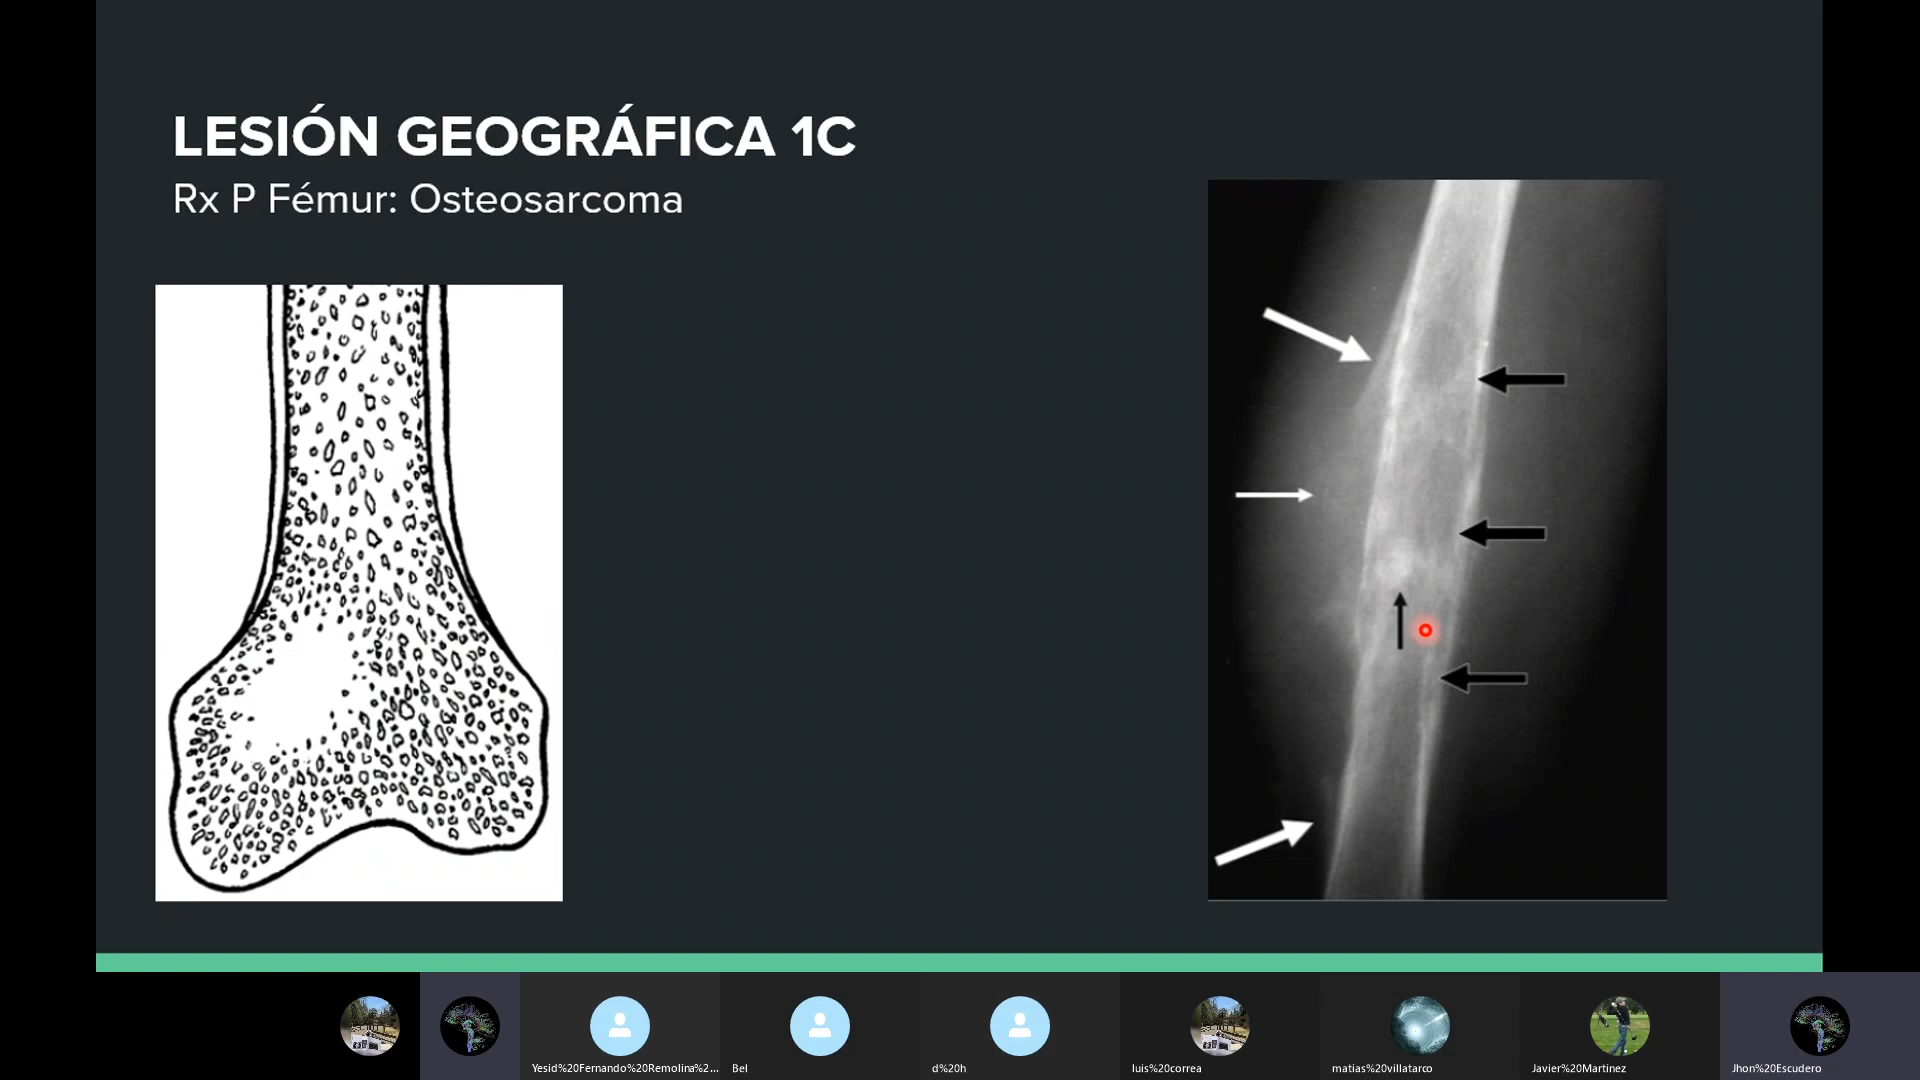 LESIÓN GEOGRÁFICA 1C
Rx P Fémur: Osteosarcoma
Yesid%20Fernando%20Remolina%2...
Bel
d%20h
luis%20correa
matias%20villatarco
Javier%20Martinez
Jhon%20Escudero